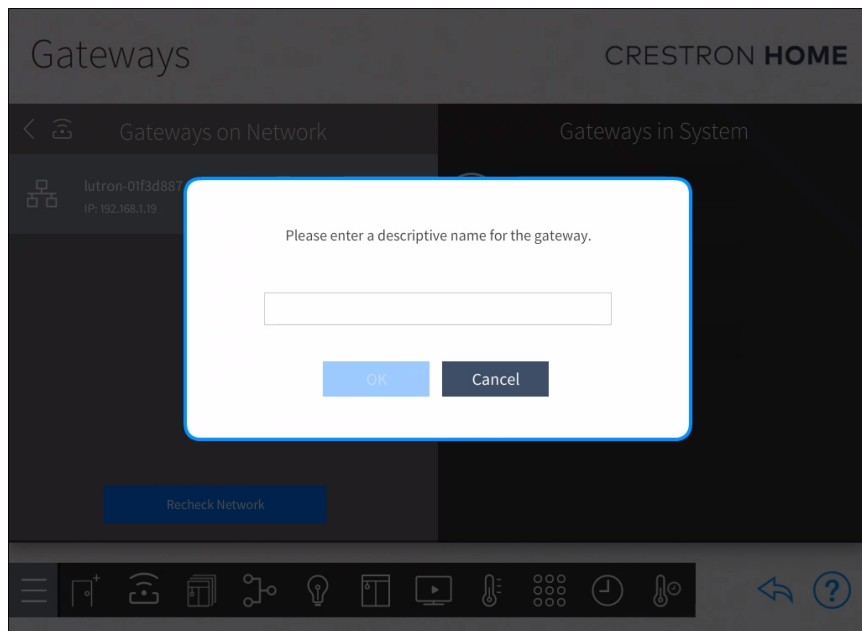 Gateways
CRESTRON HOME
Gateways on Network
Gateways in System
lutron-01f3d887
IP: 192.168.1.19
Please enter a descriptive name for the gateway.
OK
Cancel
Recheck Network
?